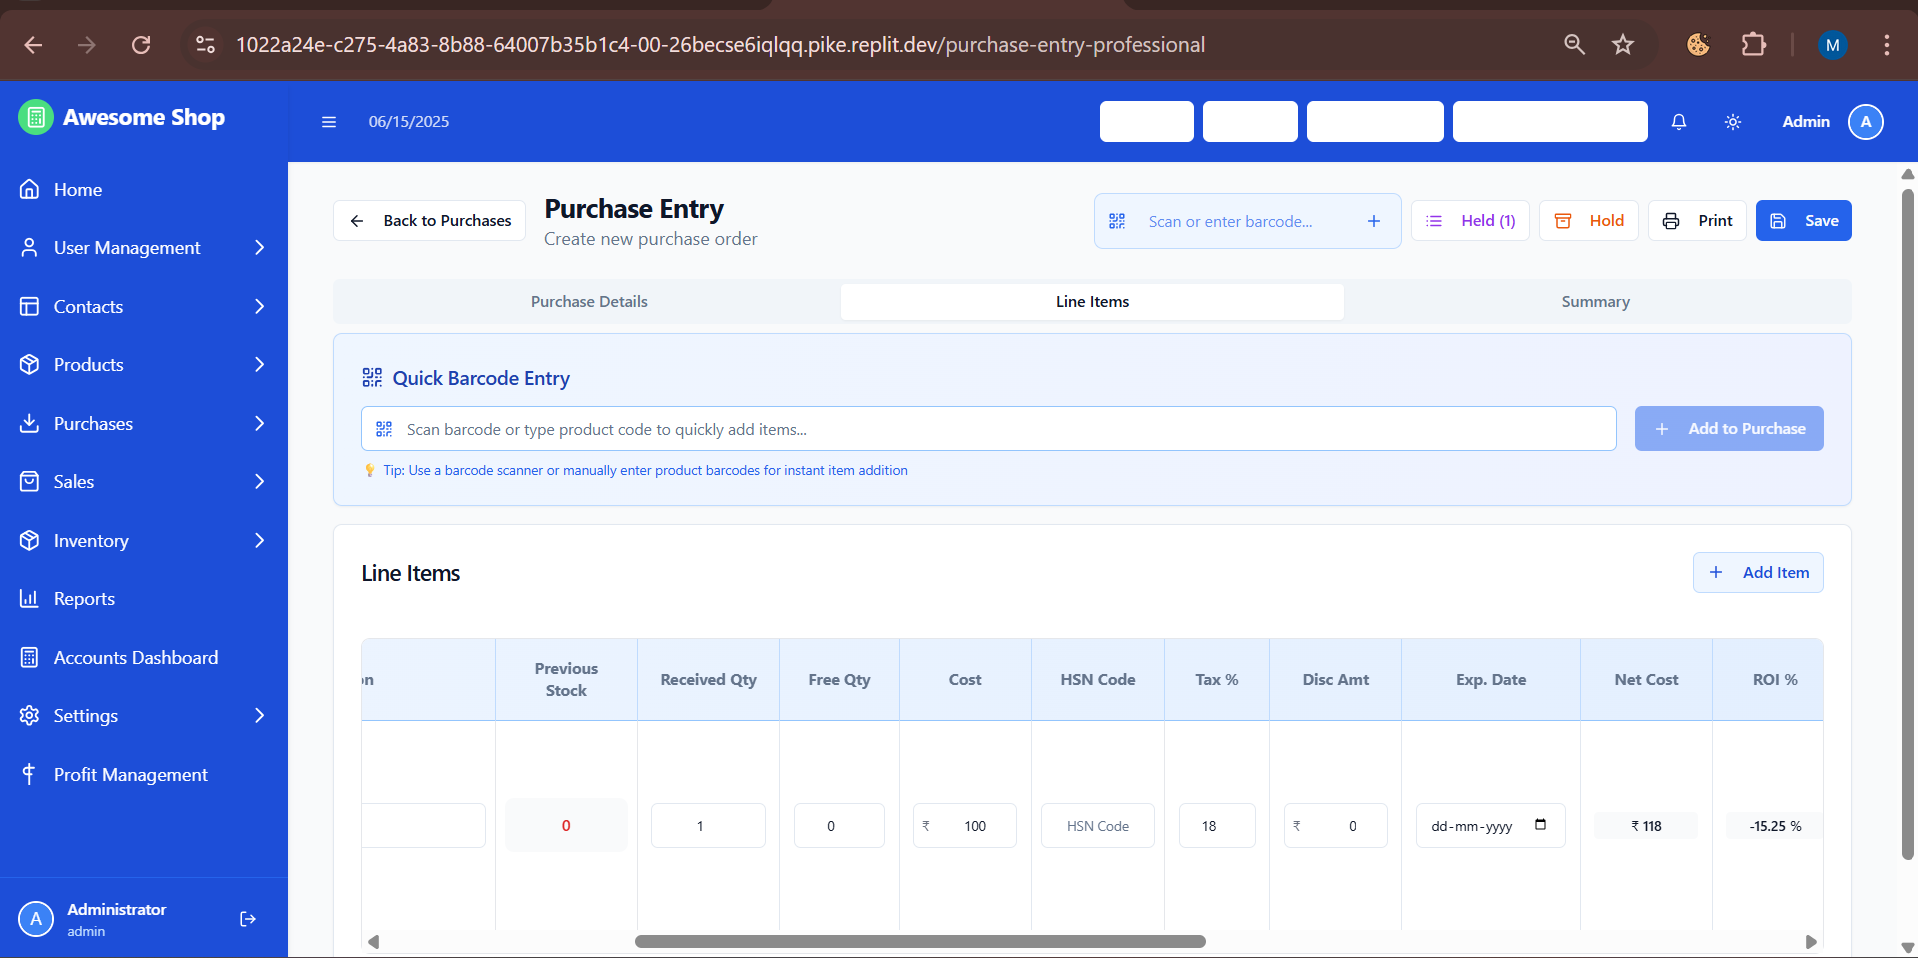 1022a24e-c275-4a83-8b88-64007b35b1c4-00-26becse6iqlqq.pike.replit.dev/purchase-entry-professional
M
Awesome Shop
06/15/2025
Admin
A
Home
User Management
Contacts
Products
Purchases
Sales
Inventory
Reports
Accounts Dashboard
Settings
Profit Management
A
Administrator
admin
Back to Purchases
Purchase Entry
Create new purchase order
Scan or enter barcode...
Held (1)
Hold
Print
Save
Purchase Details
Line Items
Summary
Quick Barcode Entry
Scan barcode or type product code to quickly add items...
Add to Purchase
💡 Tip: Use a barcode scanner or manually enter product barcodes for instant item addition
Line Items
Add Item
on
Previous Stock
Received Qty
Free Qty
Cost
HSN Code
Tax %
Disc Amt
Exp. Date
Net Cost
ROI %
0
1
0
₹ 100
HSN Code
18
₹ 0
dd-mm-yyyy
₹ 118
-15.25 %